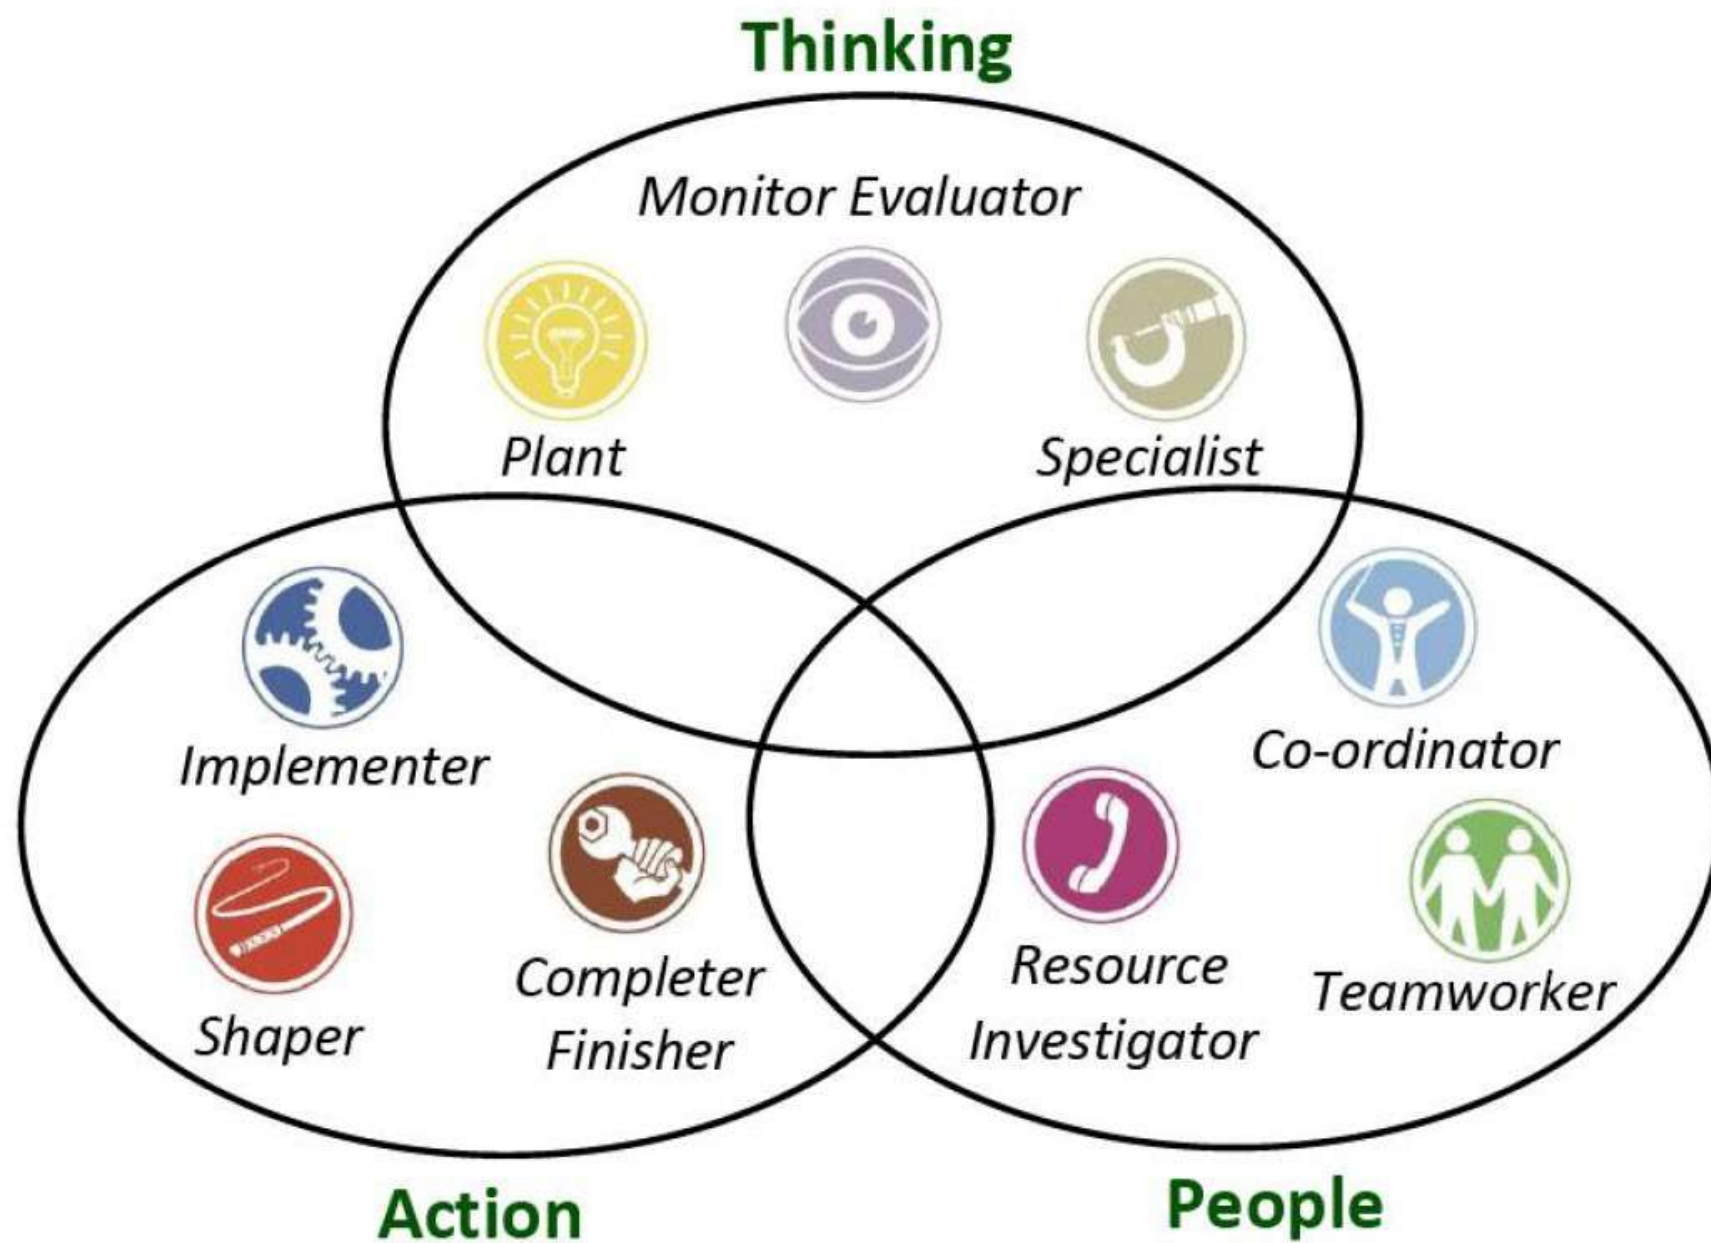 Thinking
Monitor Evaluator
Plant
Specialist
Implementer
Co-ordinator
Shaper
Completer
Finisher
Resource
Investigator
Teamworker
Action
People